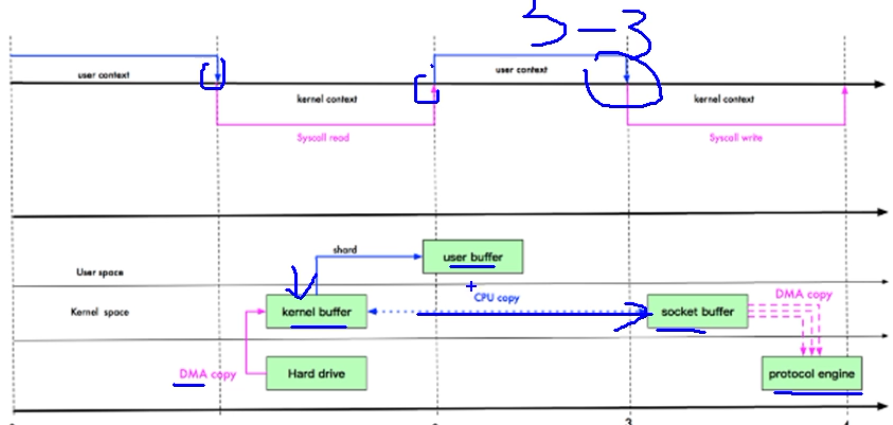 3-3
user context
user context
kernel context
kernel context
Syscall read
Syscall write
shard
user buffer
User space
CPU copy
DMA copy
Kernel space
kernel buffer
socket buffer
DMA copy
Hard drive
protocol engine
3